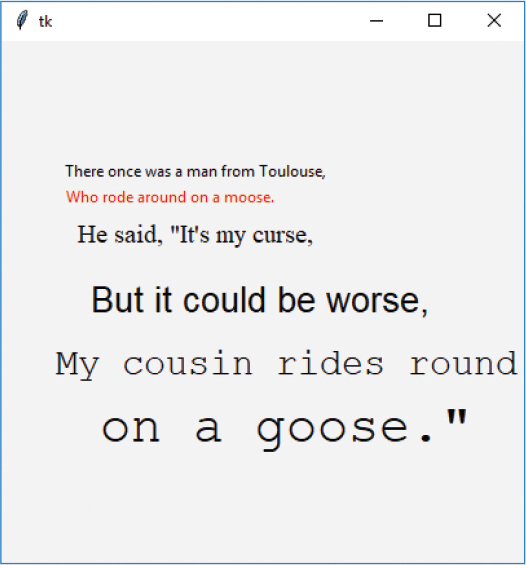 tk
There once was a man from Toulouse,
Who rode around on a moose.
He said, "It's my curse,
But it could be worse,
My cousin rides round
on a goose."